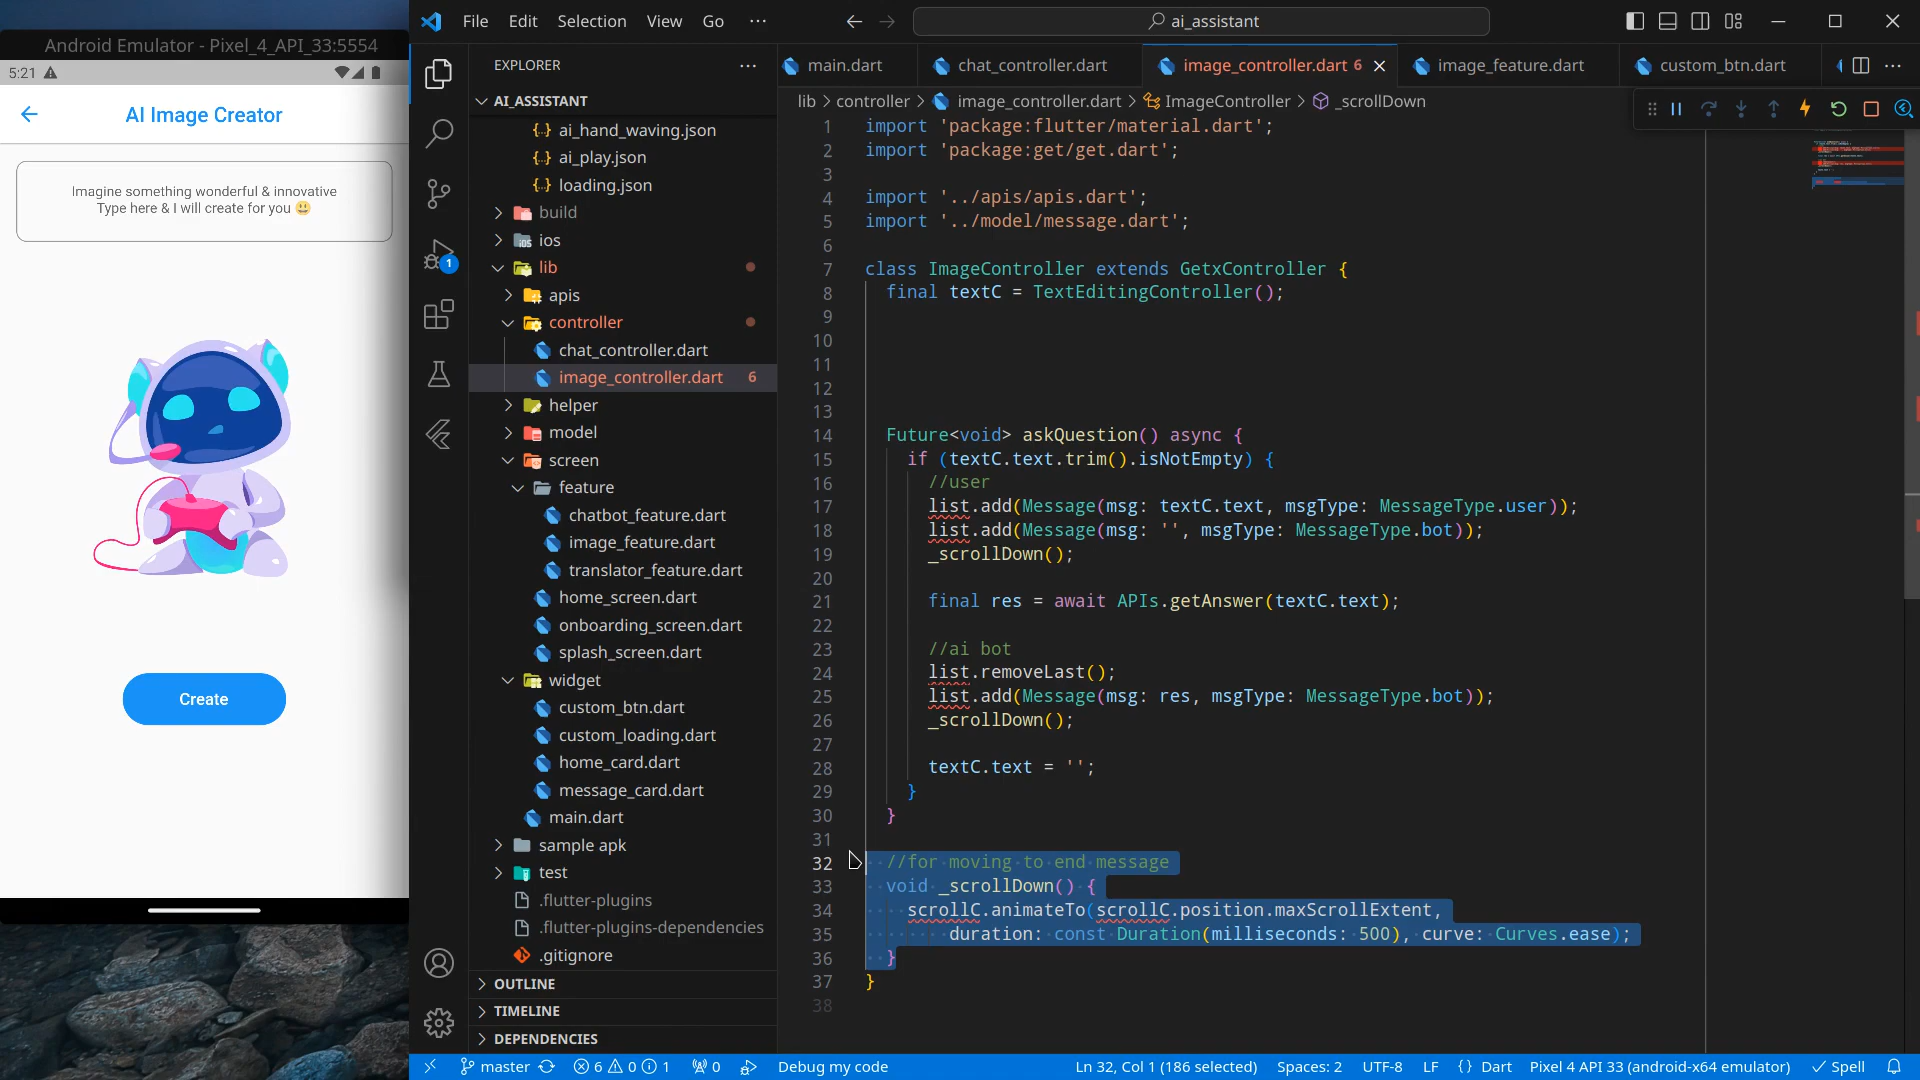 Android Emulator - Pixel_4_API_33:5554
5:21
AI Image Creator
Imagine something wonderful & innovative
Type here & I will create for you 😃
Create
File Edit Selection View Go ···
ai_assistant
EXPLORER
AI_ASSISTANT
ai_hand_waving.json
ai_play.json
loading.json
build
ios
lib
apis
controller
chat_controller.dart
image_controller.dart 6
helper
model
screen
feature
chatbot_feature.dart
image_feature.dart
translator_feature.dart
home_screen.dart
onboarding_screen.dart
splash_screen.dart
widget
custom_btn.dart
custom_loading.dart
home_card.dart
message_card.dart
main.dart
sample apk
test
.flutter-plugins
.flutter-plugins-dependencies
.gitignore
OUTLINE
TIMELINE
DEPENDENCIES
1
main.dart chat_controller.dart image_controller.dart 6 image_feature.dart custom_btn.dart
lib > controller > image_controller.dart > ImageController > _scrollDown
1 import 'package:flutter/material.dart';
2 import 'package:get/get.dart';
3
4 import '../apis/apis.dart';
5 import '../model/message.dart';
6
7 class ImageController extends GetxController {
8 final textC = TextEditingController();
9
10
11
12
13
14 Future<void> askQuestion() async {
15 if (textC.text.trim().isNotEmpty) {
16 //user
17 list.add(Message(msg: textC.text, msgType: MessageType.user));
18 list.add(Message(msg: '', msgType: MessageType.bot));
19 _scrollDown();
20
21 final res = await APIs.getAnswer(textC.text);
22
23 //ai bot
24 list.removeLast();
25 list.add(Message(msg: res, msgType: MessageType.bot));
26 _scrollDown();
27
28 textC.text = '';
29 }
30 }
31
32 //for moving to end message
33 void _scrollDown() {
34 scrollC.animateTo(scrollC.position.maxScrollExtent,
35 duration: const Duration(milliseconds: 500), curve: Curves.ease);
36 }
37 }
38
master 6 0 1 0 Debug my code Ln 32, Col 1 (186 selected) Spaces: 2 UTF-8 LF {} Dart Pixel 4 API 33 (android-x64 emulator) Spell